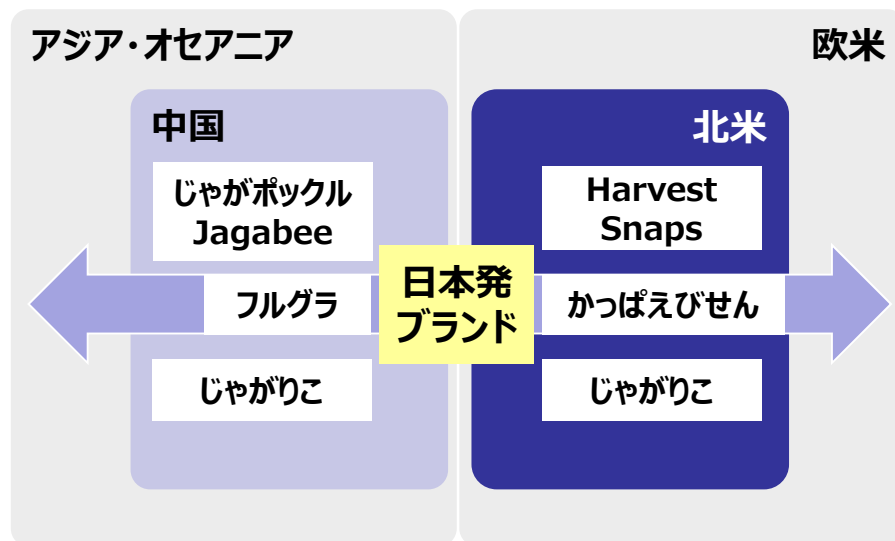 アジア・オセアニア
欧米
中国
じゃがポックル
Jagabee
フルグラ
じゃがりこ
日本発
ブランド
北米
Harvest
Snaps
かっぱえびせん
じゃがりこ